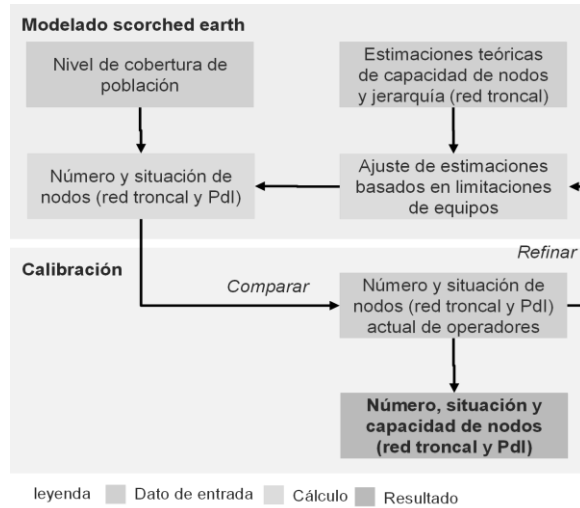 Modelado scorched earth
Nivel de cobertura de
población
Estimaciones teóricas
de capacidad de nodos
y jerarquía (red troncal)
Número y situación de
nodos (red troncal y PdI)
Ajuste de estimaciones
basados en limitaciones
de equipos
Calibración
Refinar
Comparar
Número y situación de
nodos (red troncal y PdI)
actual de operadores
Número, situación y
capacidad de nodos
(red troncal y PdI)
leyenda
Dato de entrada
Cálculo
Resultado